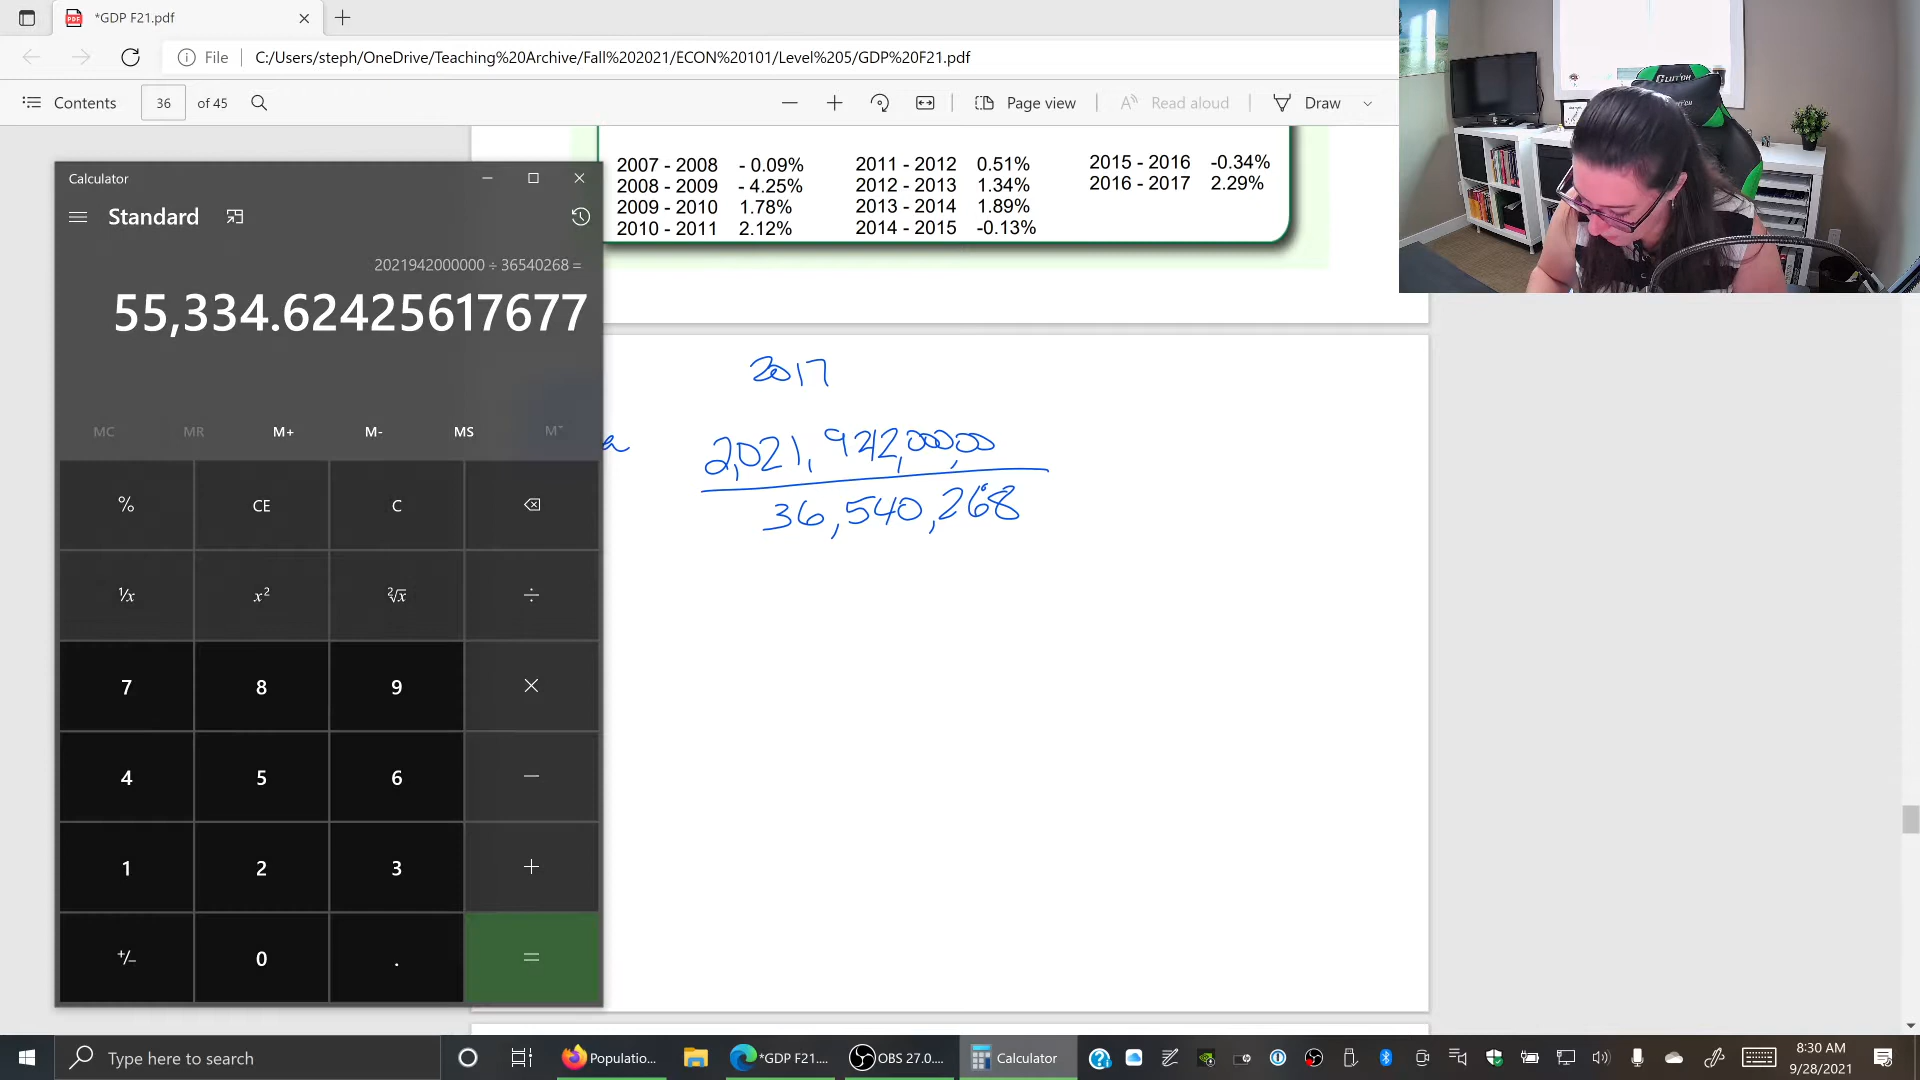 *GDP F21.pdf
File C:/Users/steph/OneDrive/Teaching%20Archive/Fall%202021/ECON%20101/Level%205/GDP%20F21.pdf
Contents 36 of 45 Page view Read aloud Draw
2007 - 2008 - 0.09% 2011 - 2012 0.51% 2015 - 2016 -0.34%
2008 - 2009 - 4.25% 2012 - 2013 1.34% 2016 - 2017 2.29%
2009 - 2010 1.78% 2013 - 2014 1.89%
2010 - 2011 2.12% 2014 - 2015 -0.13%
Calculator
Standard
2021942000000 ÷ 36540268 =
55,334.62425617677
MC MR M+ M- MS M˅
% CE C
1/x x² ²√x ÷
7 8 9 ×
4 5 6 −
1 2 3 +
+/− 0 . =
2017
a
2,021,942,000,00
36,540,268
CLUTCH
Type here to search
Populatio...
*GDP F21....
OBS 27.0....
Calculator
8:30 AM
9/28/2021